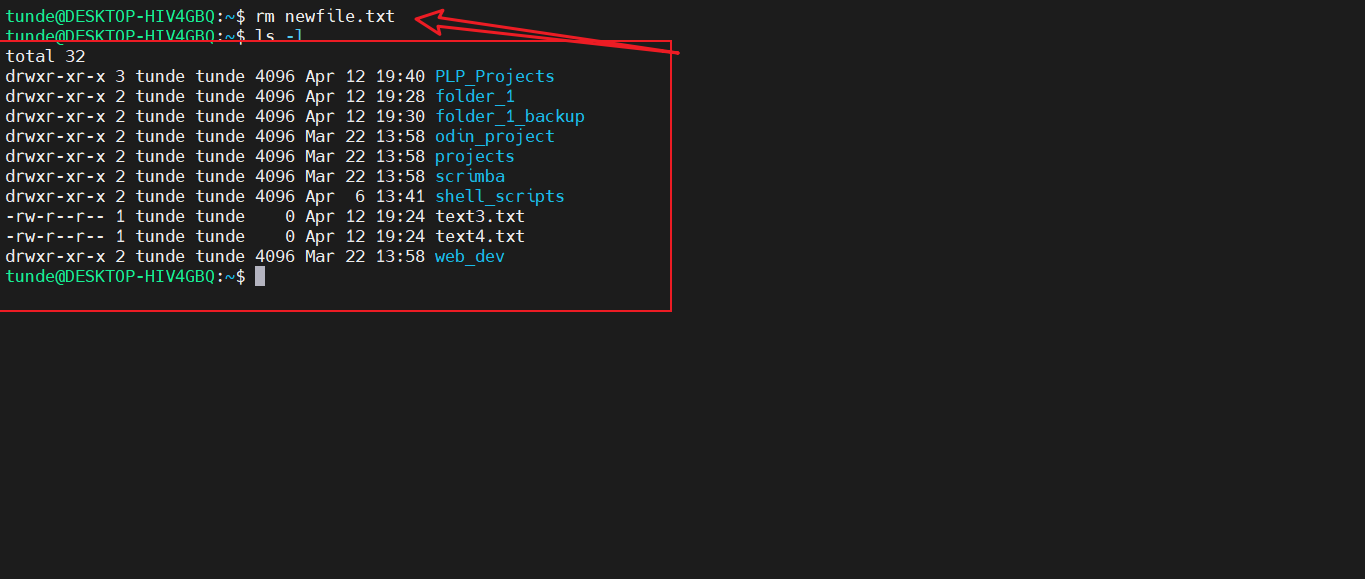 tunde@DESKTOP-HIV4GBQ:~$ rm newfile.txt
tunde@DESKTOP-HIV4GBQ:~$ ls -l
total 32
drwxr-xr-x 3 tunde tunde 4096 Apr 12 19:40 PLP_Projects
drwxr-xr-x 2 tunde tunde 4096 Apr 12 19:28 folder_1
drwxr-xr-x 2 tunde tunde 4096 Apr 12 19:30 folder_1_backup
drwxr-xr-x 2 tunde tunde 4096 Mar 22 13:58 odin_project
drwxr-xr-x 2 tunde tunde 4096 Mar 22 13:58 projects
drwxr-xr-x 2 tunde tunde 4096 Mar 22 13:58 scrimba
drwxr-xr-x 2 tunde tunde 4096 Apr  6 13:41 shell_scripts
-rw-r--r-- 1 tunde tunde    0 Apr 12 19:24 text3.txt
-rw-r--r-- 1 tunde tunde    0 Apr 12 19:24 text4.txt
drwxr-xr-x 2 tunde tunde 4096 Mar 22 13:58 web_dev
tunde@DESKTOP-HIV4GBQ:~$